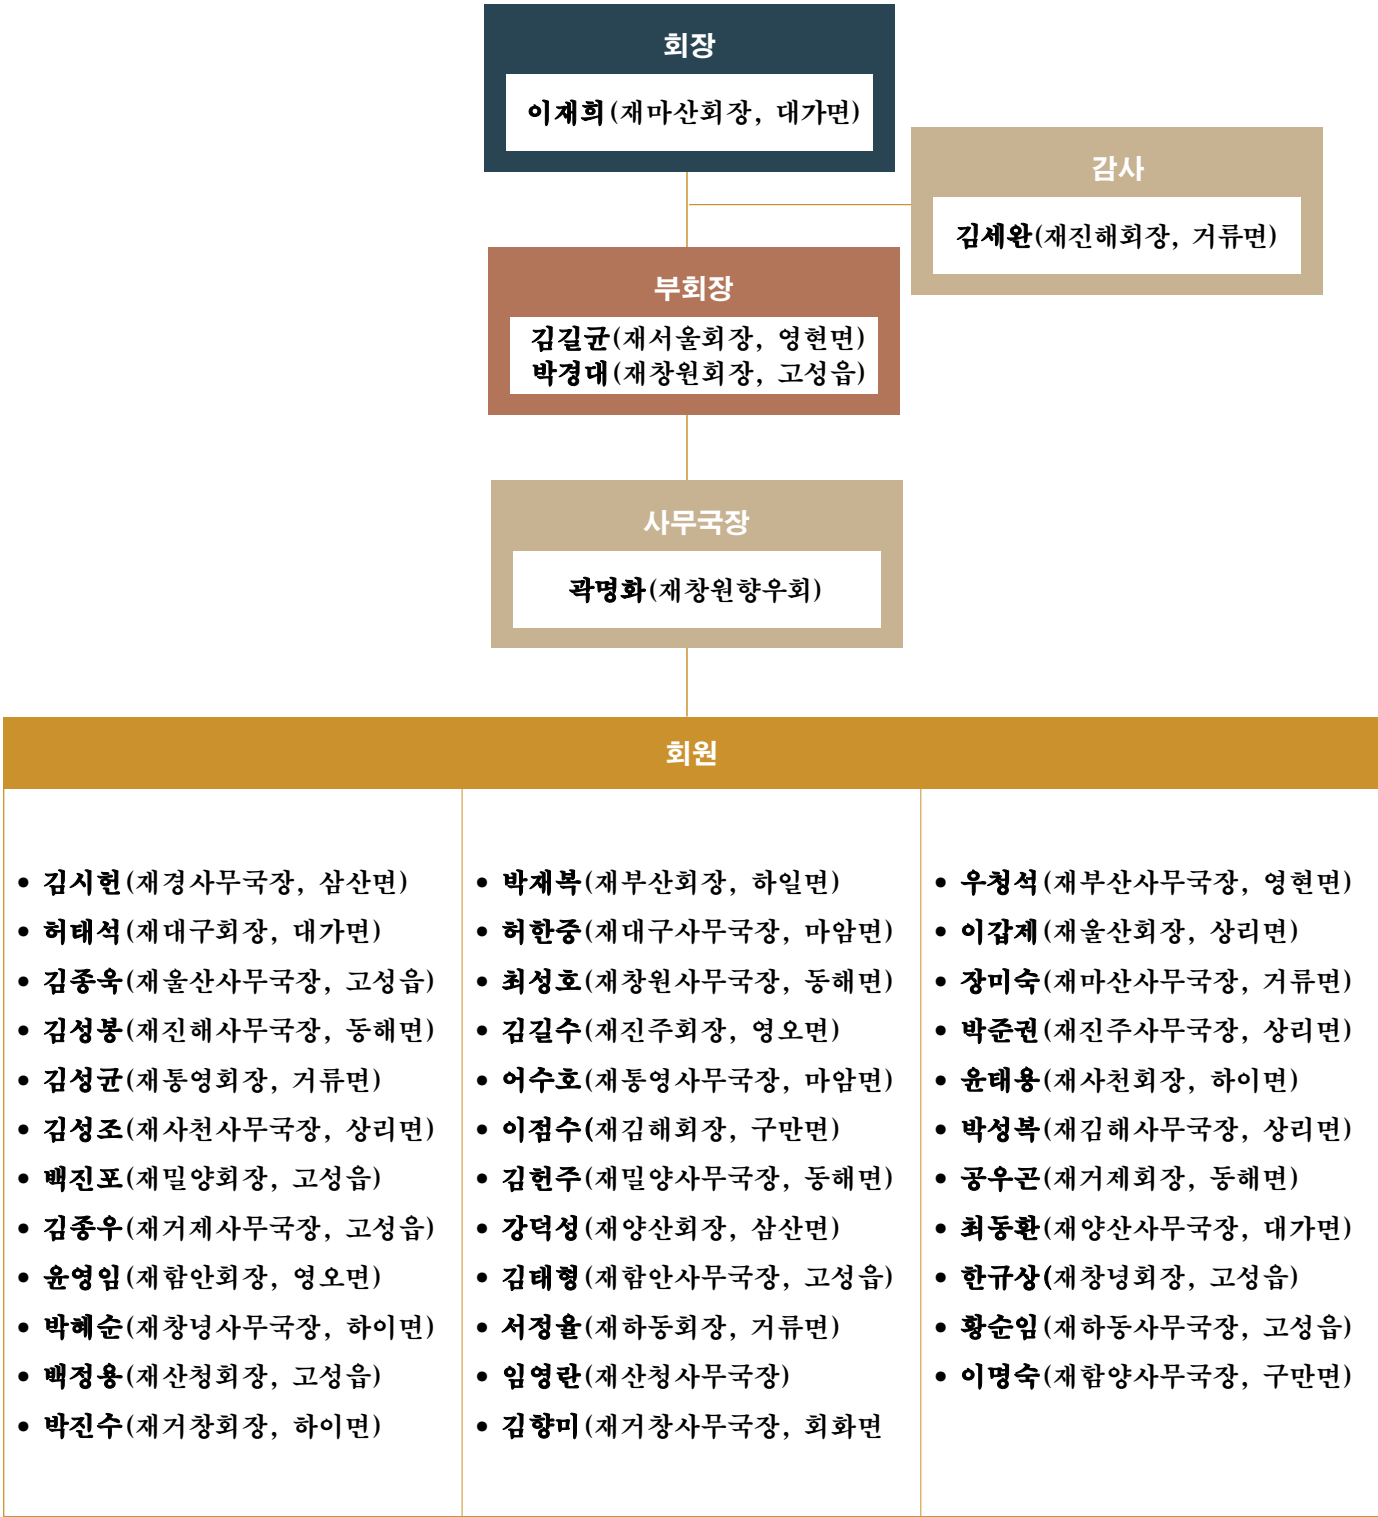 회장
이재희(재마산회장, 대가면)
감사
김세완(재진해회장, 거류면)
부회장
김길균(재서울회장, 영현면)
박경대(재창원회장, 고성읍)
사무국장
곽명화(재창원향우회)
회원
• 김시헌(재경사무국장, 삼산면)
• 허태석(재대구회장, 대가면)
• 김종욱(재울산사무국장, 고성읍)
• 김성봉(재진해사무국장, 동해면)
• 김성균(재통영회장, 거류면)
• 김성조(재사천사무국장, 상리면)
• 백진포(재밀양회장, 고성읍)
• 김종우(재거제사무국장, 고성읍)
• 윤영임(재함안회장, 영오면)
• 박혜순(재창녕사무국장, 하이면)
• 백정용(재산청회장, 고성읍)
• 박진수(재거창회장, 하이면)
• 박재복(재부산회장, 하일면)
• 허한중(재대구사무국장, 마암면)
• 최성호(재창원사무국장, 동해면)
• 김길수(재진주회장, 영오면)
• 어수호(재통영사무국장, 마암면)
• 이점수(재김해회장, 구만면)
• 김헌주(재밀양사무국장, 동해면)
• 강덕성(재양산회장, 삼산면)
• 김태형(재함안사무국장, 고성읍)
• 서정율(재하동회장, 거류면)
• 임영란(재산청사무국장)
• 김향미(재거창사무국장, 회화면
• 우청석(재부산사무국장, 영현면)
• 이갑제(재울산회장, 상리면)
• 장미숙(재마산사무국장, 거류면)
• 박준권(재진주사무국장, 상리면)
• 윤태용(재사천회장, 하이면)
• 박성복(재김해사무국장, 상리면)
• 공우곤(재거제회장, 동해면)
• 최동환(재양산사무국장, 대가면)
• 한규상(재창녕회장, 고성읍)
• 황순임(재하동사무국장, 고성읍)
• 이명숙(재함양사무국장, 구만면)